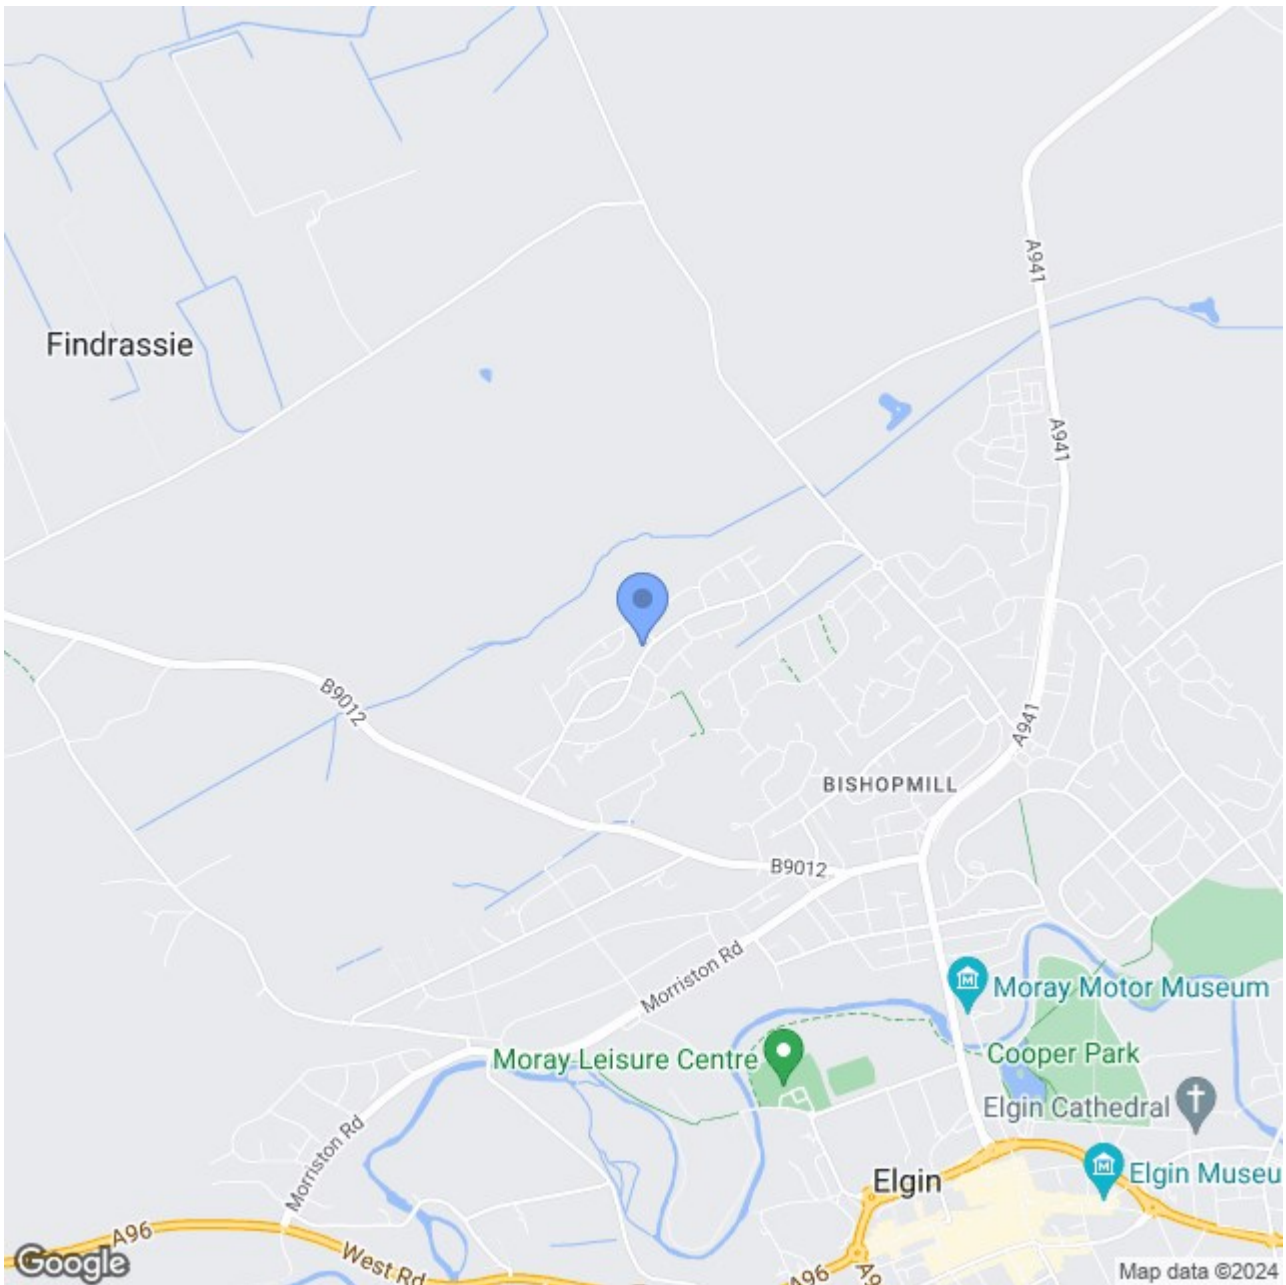 A941
Findrassie
A941
B9012
A941
BISHOPMILL
B9012
Morriston Rd
Moray Motor Museum
Moray Leisure Centre
Cooper Park
Elgin Cathedral
Morriston Rd
Elgin Museu
Elgin
A96
West Rd
A96
A9
Google
Map data ©2024